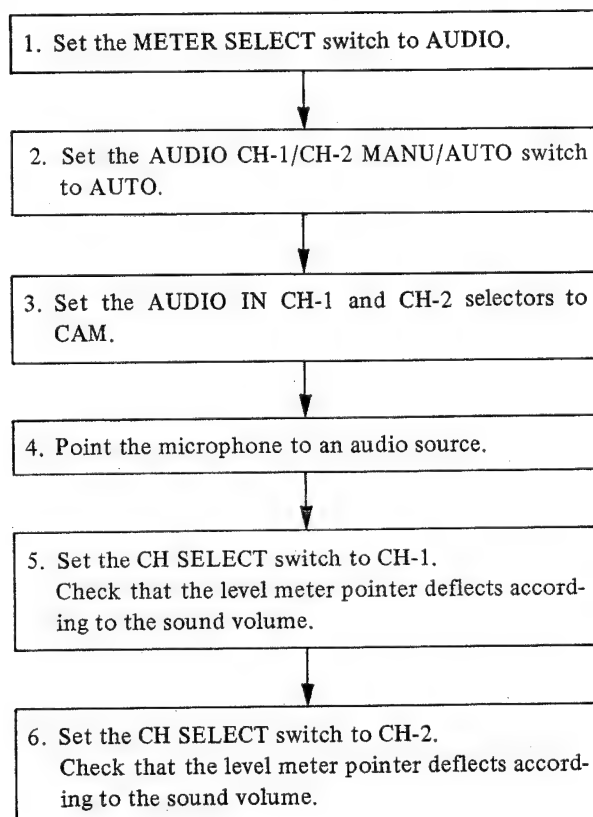 1. Set the METER SELECT switch to AUDIO.
2. Set the AUDIO CH-1/CH-2 MANU/AUTO switch
to AUTO.
3. Set the AUDIO IN CH-1 and CH-2 selectors to
CAM.
4. Point the microphone to an audio source.
5. Set the CH SELECT switch to CH-1.
Check that the level meter pointer deflects accord-
ing to the sound volume.
6. Set the CH SELECT switch to CH-2.
Check that the level meter pointer deflects accord-
ing to the sound volume.